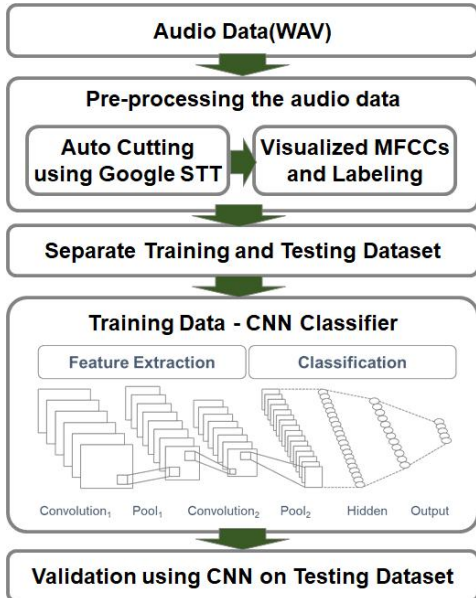 Audio Data(WAV)
Pre-processing the audio data
Auto Cutting
using Google STT
Visualized MFCCs
and Labeling
Separate Training and Testing Dataset
Training Data - CNN Classifier
Feature Extraction
Classification
Convolution₁ Pool₁ Convolution₂ Pool₂ Hidden Output
Validation using CNN on Testing Dataset